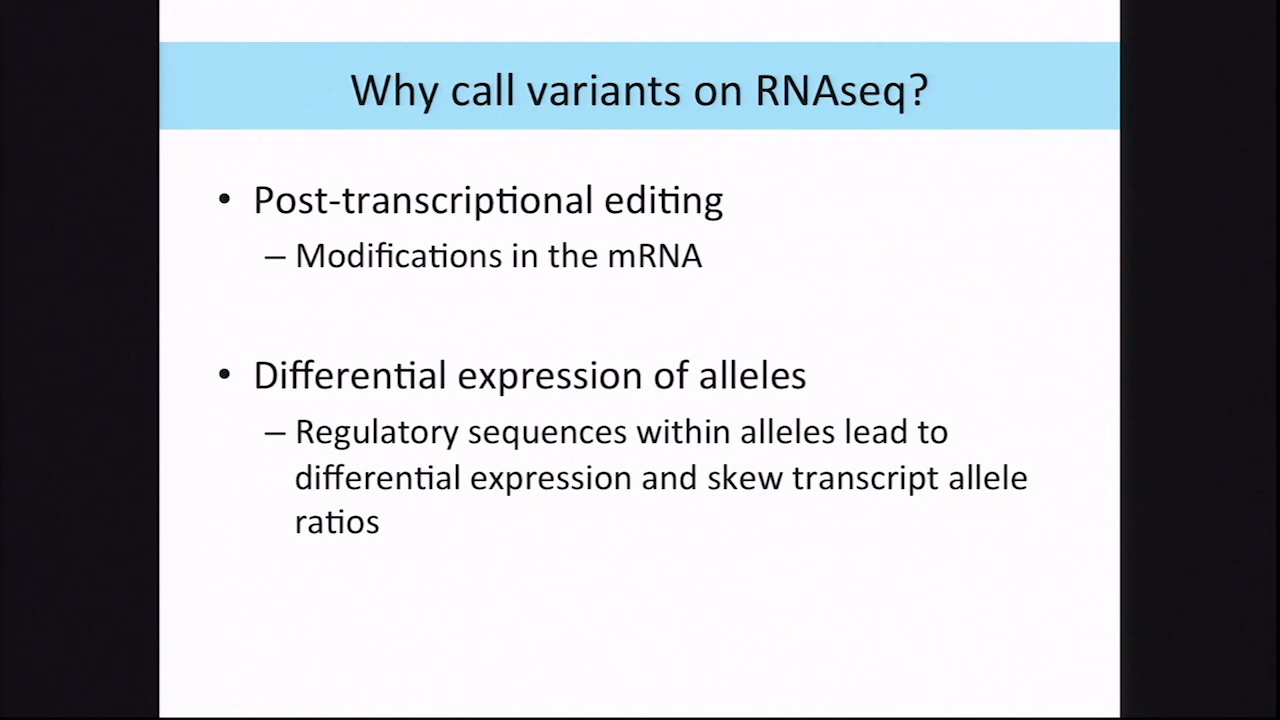 Why call variants on RNAseq?
• Post-transcriptional editing
– Modifications in the mRNA
• Differential expression of alleles
– Regulatory sequences within alleles lead to
differential expression and skew transcript allele
ratios